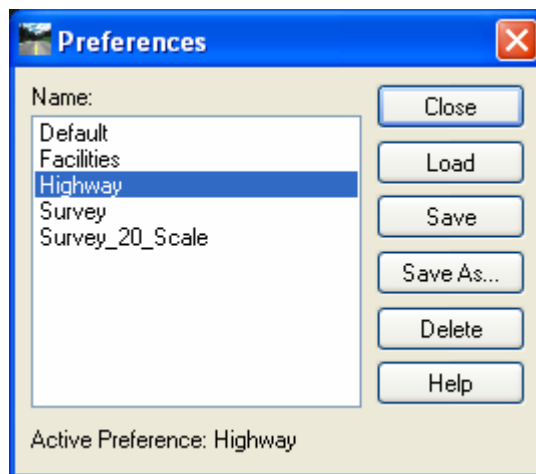 Preferences
Name:
Default
Facilities
Highway
Survey
Survey_20_Scale
Close
Load
Save
Save As...
Delete
Help
Active Preference: Highway